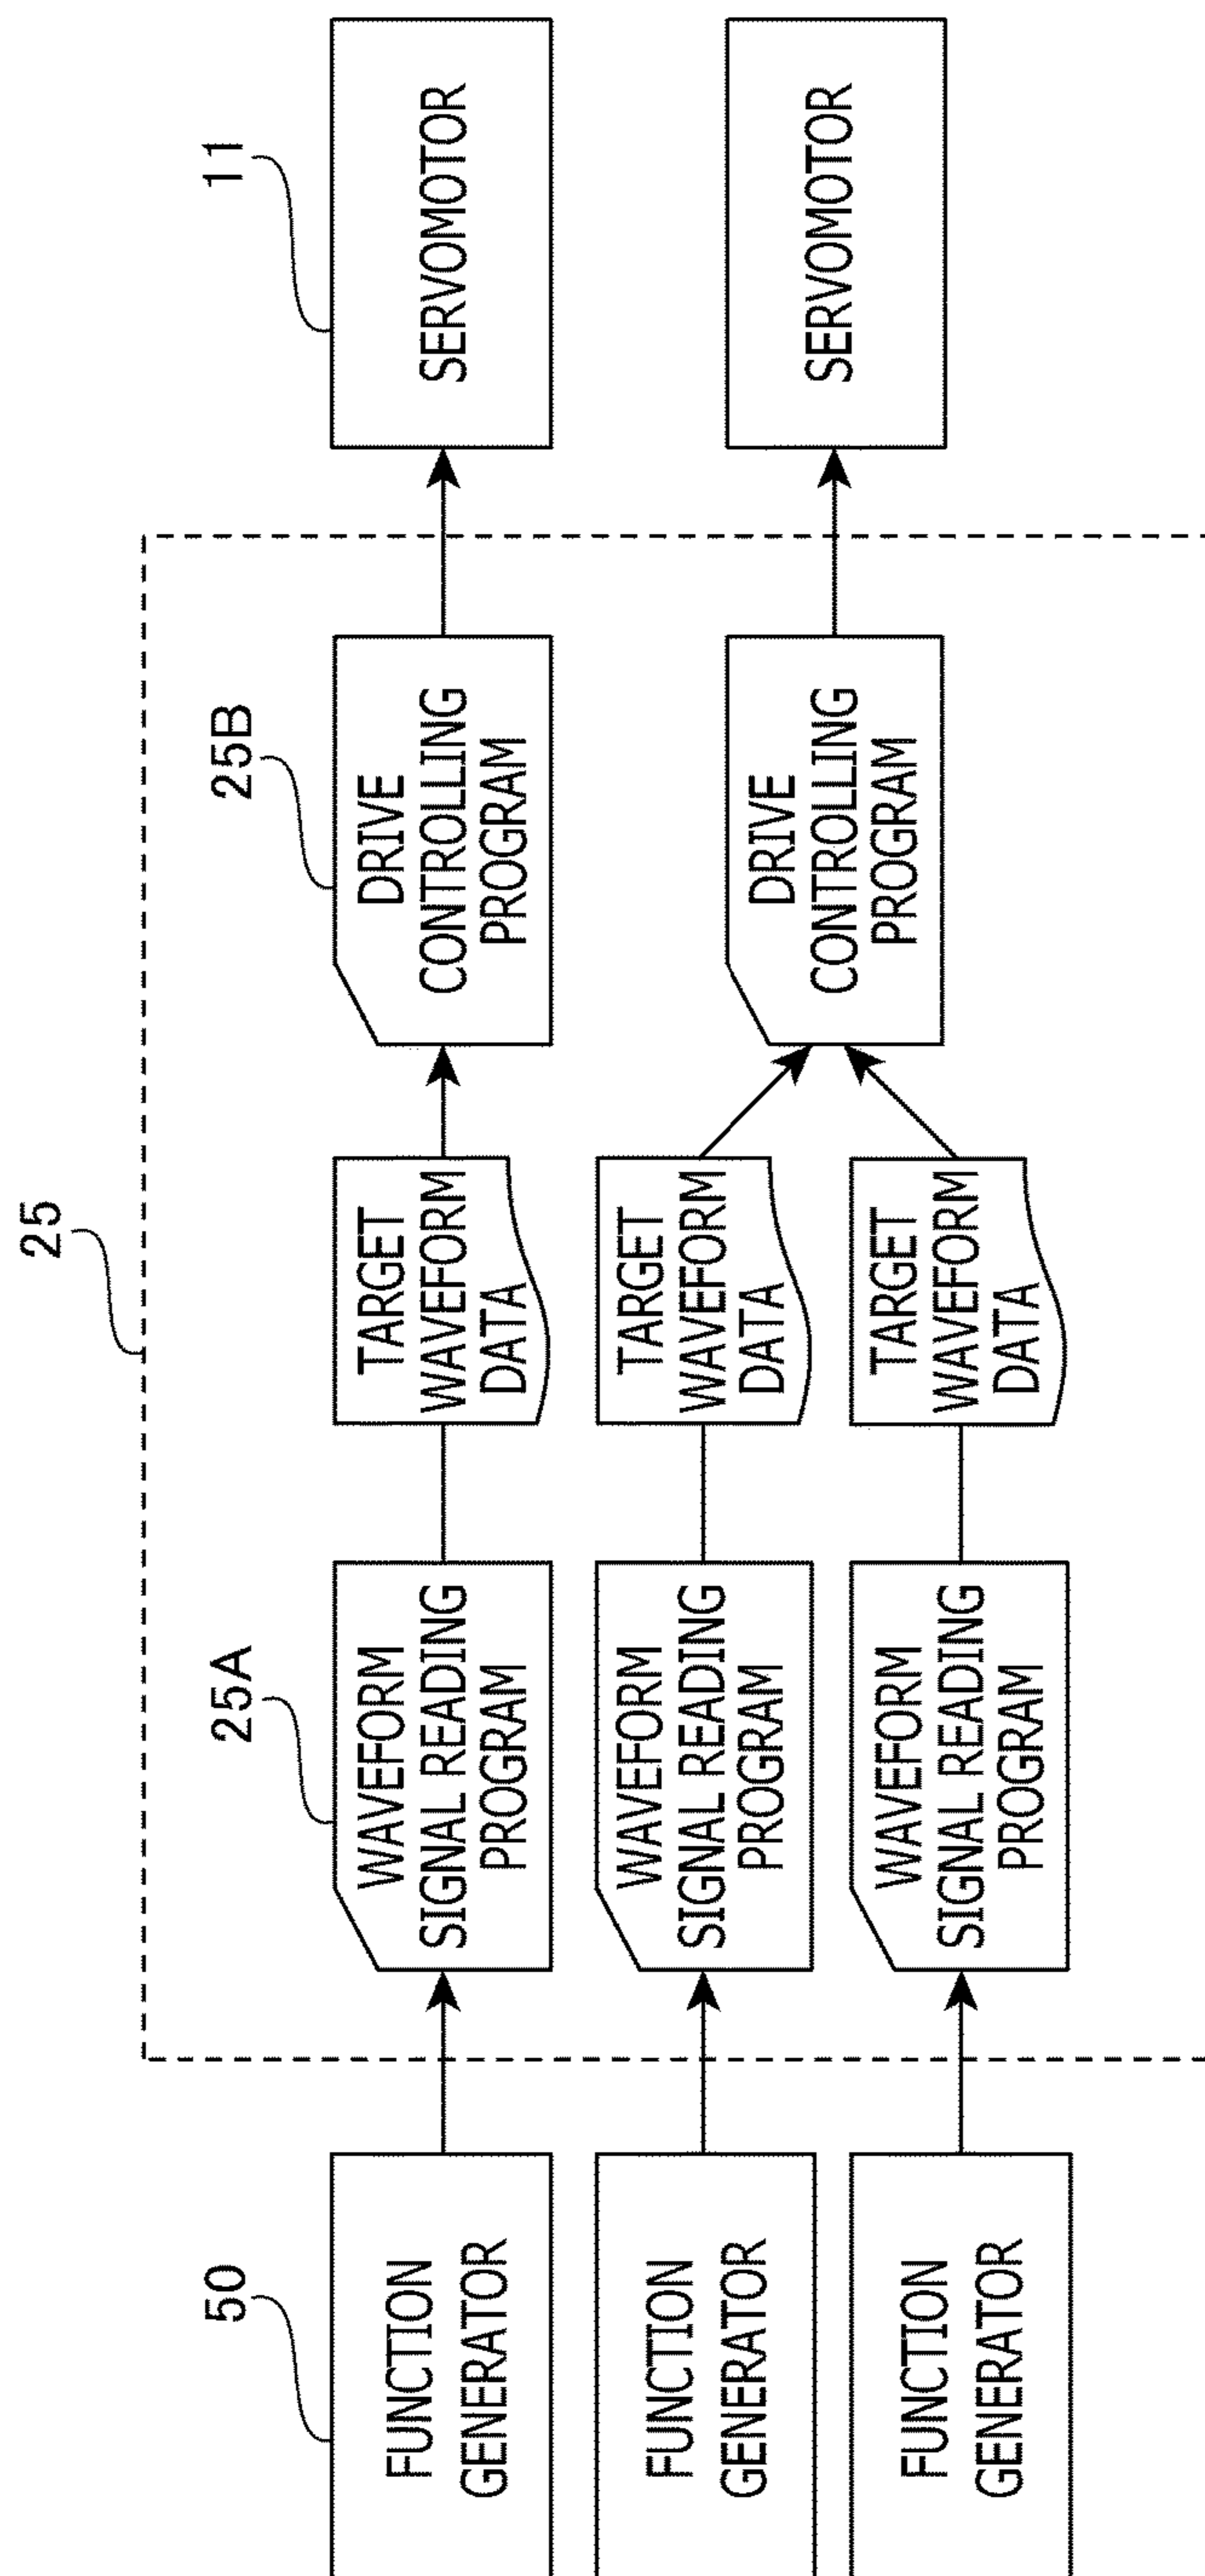 25
50
25A
25B
11
FUNCTION
GENERATOR
WAVEFORM
SIGNAL READING
PROGRAM
TARGET
WAVEFORM
DATA
DRIVE
CONTROLLING
PROGRAM
SERVOMOTOR
FUNCTION
GENERATOR
WAVEFORM
SIGNAL READING
PROGRAM
TARGET
WAVEFORM
DATA
DRIVE
CONTROLLING
PROGRAM
SERVOMOTOR
FUNCTION
GENERATOR
WAVEFORM
SIGNAL READING
PROGRAM
TARGET
WAVEFORM
DATA